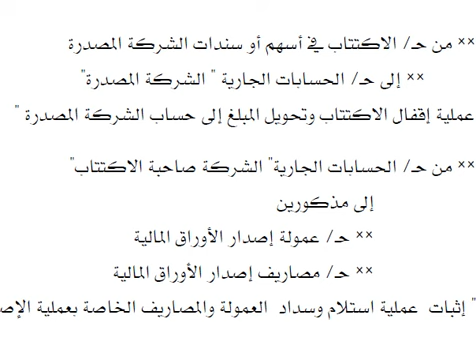 ×× من حـ/ الاكتتاب في أسهم أو سندات الشركة المصدرة
×× إلى حـ/ الحسابات الجارية " الشركة المصدرة"
عملية إقفال الاكتتاب وتحويل المبلغ إلى حساب الشركة المصدرة "
×× من حـ/ الحسابات الجارية" الشركة صاحبة الاكتتاب"
إلى مذكورين
×× حـ/ عمولة إصدار الأوراق المالية
×× حـ/ مصاريف إصدار الأوراق المالية
" إثبات عملية استلام وسداد العمولة والمصاريف الخاصة بعملية الإص